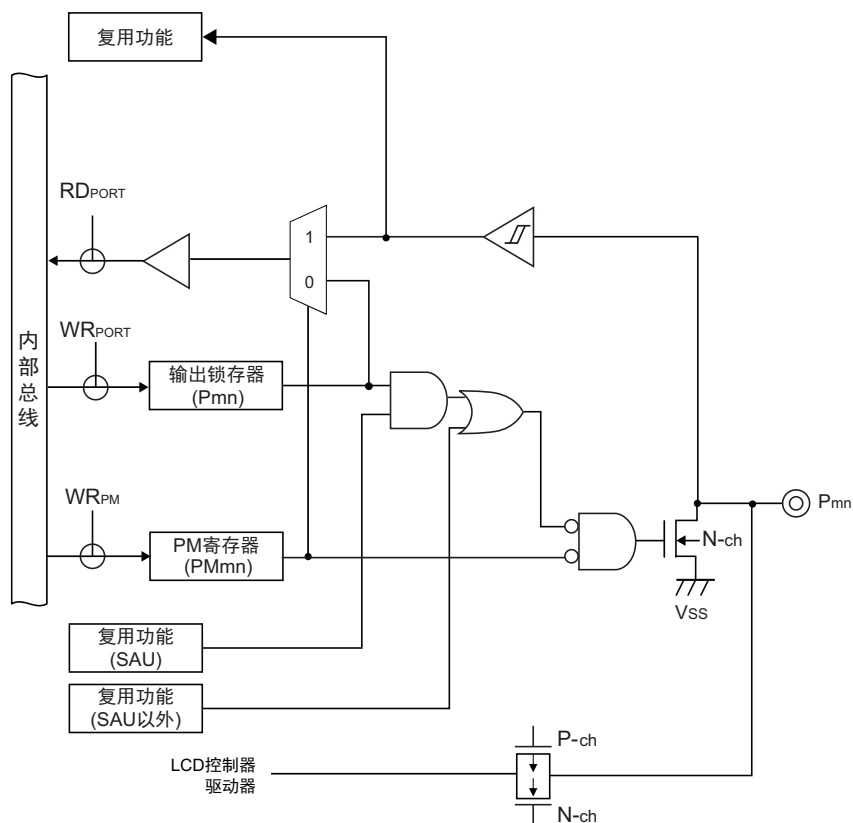 复用功能
RDPORT
1
0
WRPORT
内部总线
输出锁存器
(Pmn)
Pmn
WRPM
N-ch
PM寄存器
(PMmn)
VSS
复用功能
(SAU)
复用功能
(SAU以外)
P-ch
LCD控制器
驱动器
N-ch